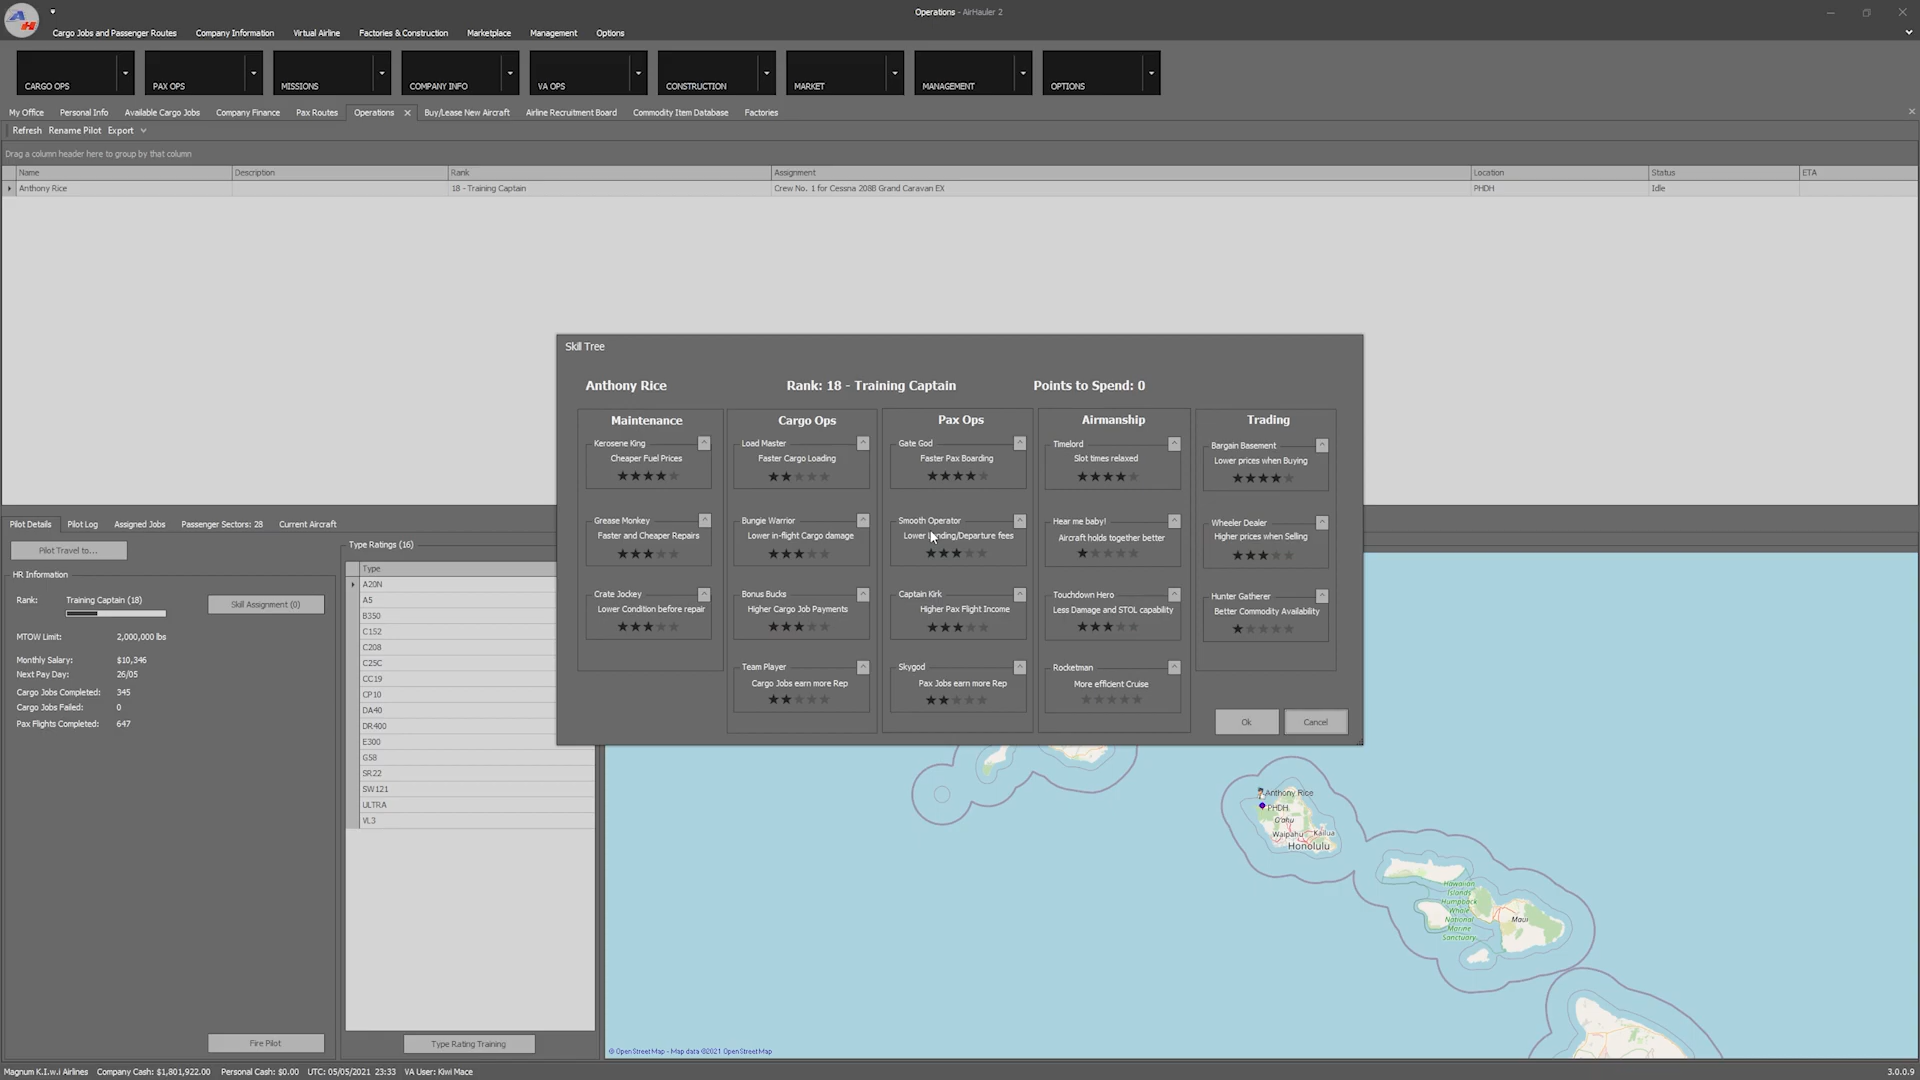 Operations - AirHauler 2
Cargo Jobs and Passenger Routes Company Information Virtual Airline Factories & Construction Marketplace Management Options
CARGO OPS PAX OPS MISSIONS COMPANY INFO VA OPS CONSTRUCTION MARKET MANAGEMENT OPTIONS
My Office Personal Info Available Cargo Jobs Company Finance Pax Routes Operations Buy/Lease New Aircraft Airline Recruitment Board Commodity Item Database Factories
Refresh Rename Pilot Export
Drag a column header here to group by that column
Name Description Rank Assignment Location Status ETA
Anthony Rice 18 - Training Captain Crew No. 1 for Cessna 208B Grand Caravan EX PHDH Idle
Skill Tree
Anthony Rice Rank: 18 - Training Captain Points to Spend: 0
Maintenance
Kerosene King
Cheaper Fuel Prices
Grease Monkey
Faster and Cheaper Repairs
Crate Jockey
Lower Condition before repair
Cargo Ops
Load Master
Faster Cargo Loading
Bungie Warrior
Lower in-flight Cargo damage
Bonus Bucks
Higher Cargo Job Payments
Team Player
Cargo Jobs earn more Rep
Pax Ops
Gate God
Faster Pax Boarding
Smooth Operator
Lower Landing/Departure fees
Captain Kirk
Higher Pax Flight Income
Skygod
Pax Jobs earn more Rep
Airmanship
Timelord
Slot times relaxed
Hear me baby!
Aircraft holds together better
Touchdown Hero
Less Damage and STOL capability
Rocketman
More efficient Cruise
Trading
Bargain Basement
Lower prices when Buying
Wheeler Dealer
Higher prices when Selling
Hunter Gatherer
Better Commodity Availability
Ok Cancel
Pilot Details Pilot Log Assigned Jobs Passenger Sectors: 28 Current Aircraft
Pilot Travel to...
HR Information
Rank: Training Captain (18) Skill Assignment (0)
MTOW Limit: 2,000,000 lbs
Monthly Salary: $10,346
Next Pay Day: 26/05
Cargo Jobs Completed: 345
Cargo Jobs Failed: 0
Pax Flights Completed: 647
Fire Pilot
Type Ratings (16)
Type
A20N
A5
B350
C152
C208
C25C
CC19
CP10
DA40
DR400
E300
G58
SR22
SW121
ULTRA
VL3
Type Rating Training
Anthony Rice
PHDH
O'ahu
Waipahu Kailua
Honolulu
Hawaiian
Islands
Humpback
Whale
National
Marine
Sanctuary
Maui
© OpenStreetMap - Map data ©2021 OpenStreetMap
Magnum K.I.w.i Airlines Company Cash: $1,801,922.00 Personal Cash: $0.00 UTC: 05/05/2021 23:33 VA User: Kiwi Mace 3.0.0.9